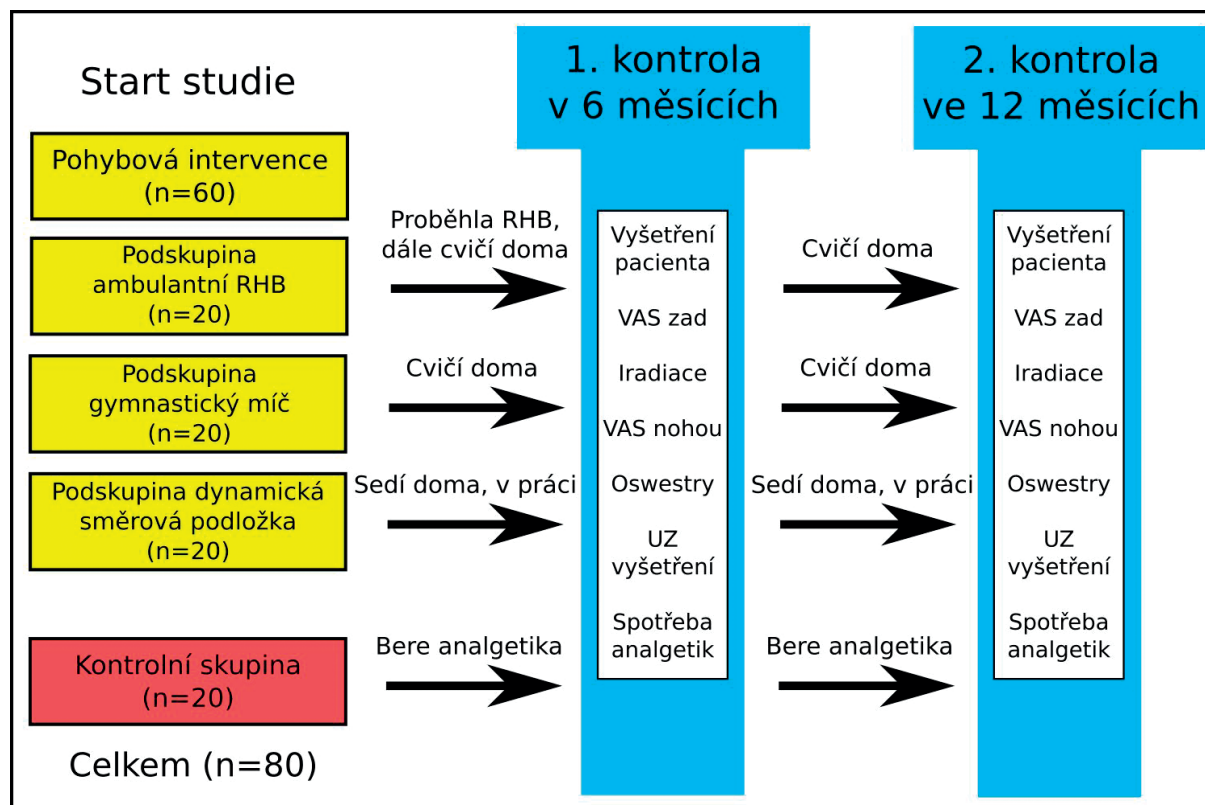 Start studie
Pohybová intervence
(n=60)
Podskupina
ambulantní RHB
(n=20)
Podskupina
gymnastický míč
(n=20)
Podskupina dynamická
směrová podložka
(n=20)
Kontrolní skupina
(n=20)
Celkem (n=80)
Proběhla RHB,
dále cvičí doma
Cvičí doma
Sedí doma, v práci
Bere analgetika
1. kontrola
v 6 měsících
Vyšetření
pacienta
VAS zad
Iradiace
VAS nohou
Oswestry
UZ
vyšetření
Spotřeba
analgetik
Cvičí doma
Cvičí doma
Sedí doma, v práci
Bere analgetika
2. kontrola
ve 12 měsících
Vyšetření
pacienta
VAS zad
Iradiace
VAS nohou
Oswestry
UZ
vyšetření
Spotřeba
analgetik